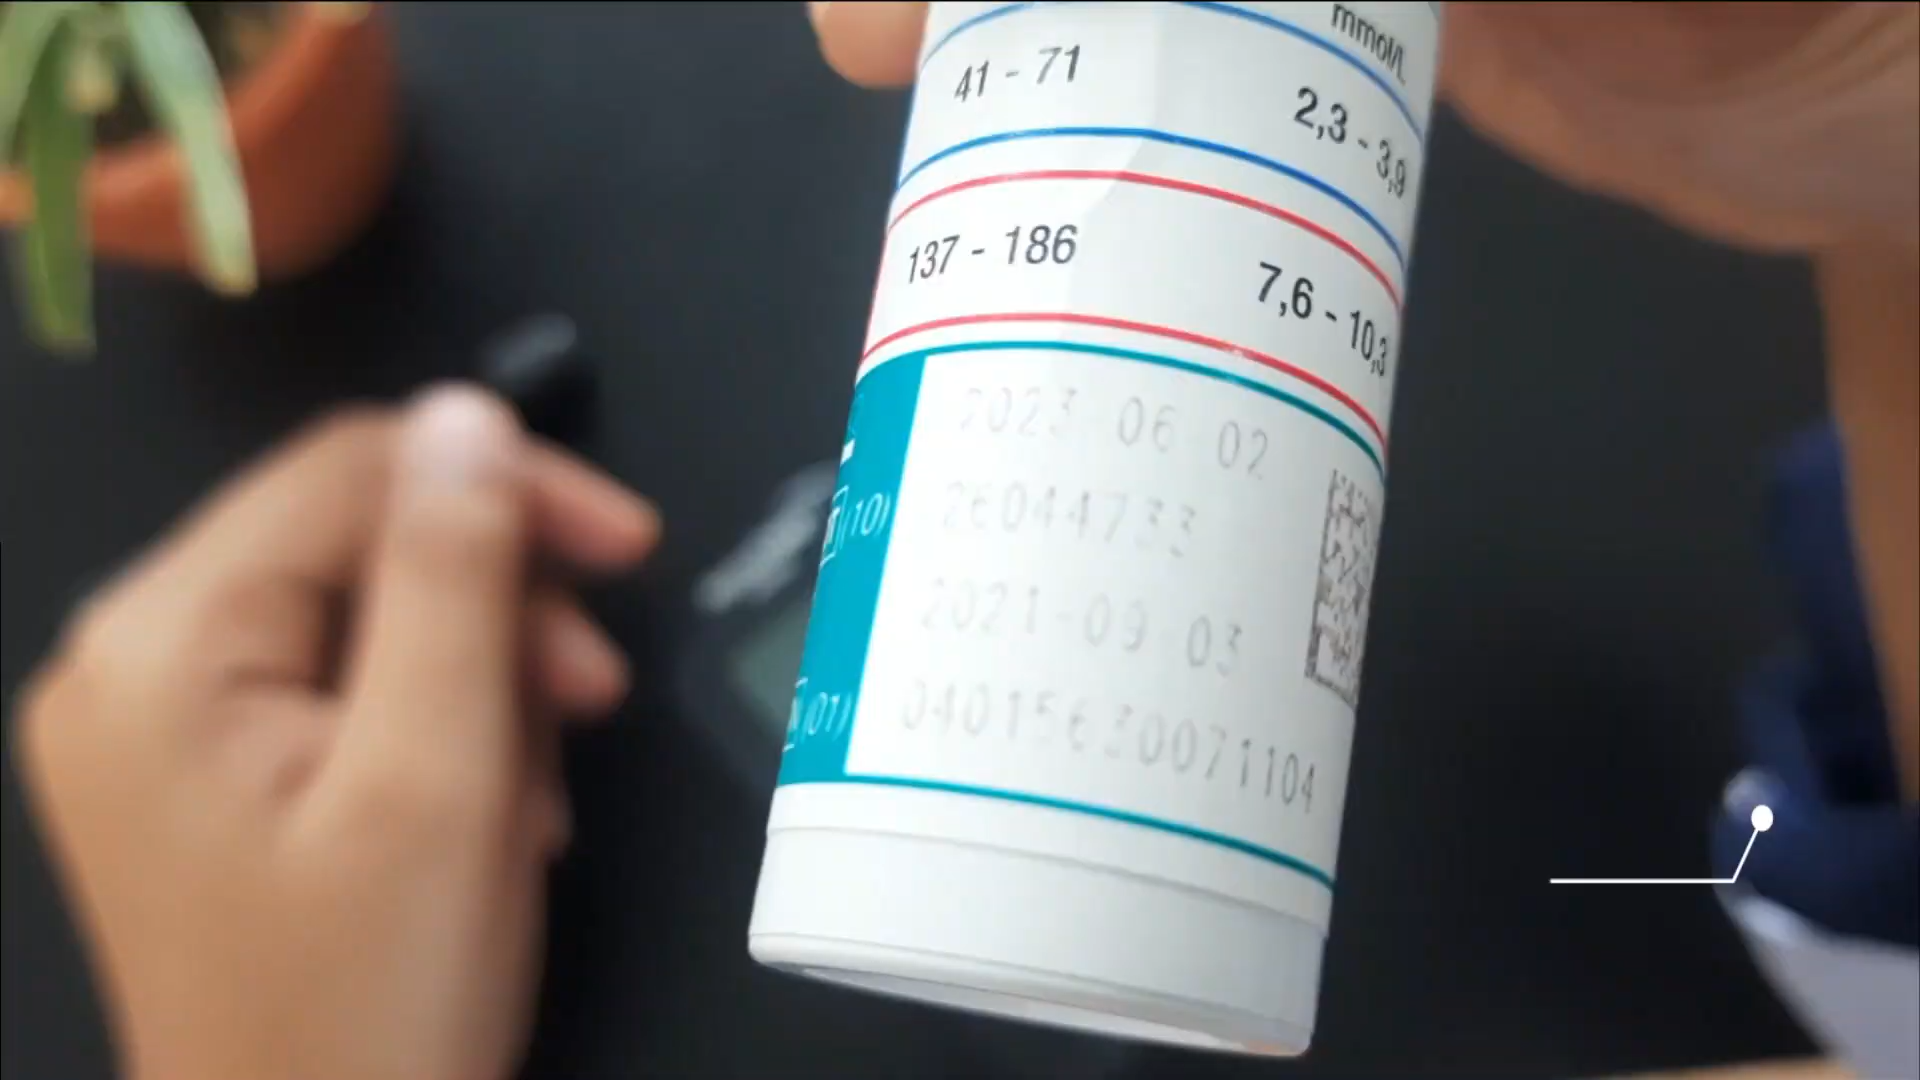 mmol/L
41 - 71
2,3 - 3,9
137 - 186
7,6 - 10,3
2023-06-02
(10) 26044733
2021-09-03
(01) 04015630071104